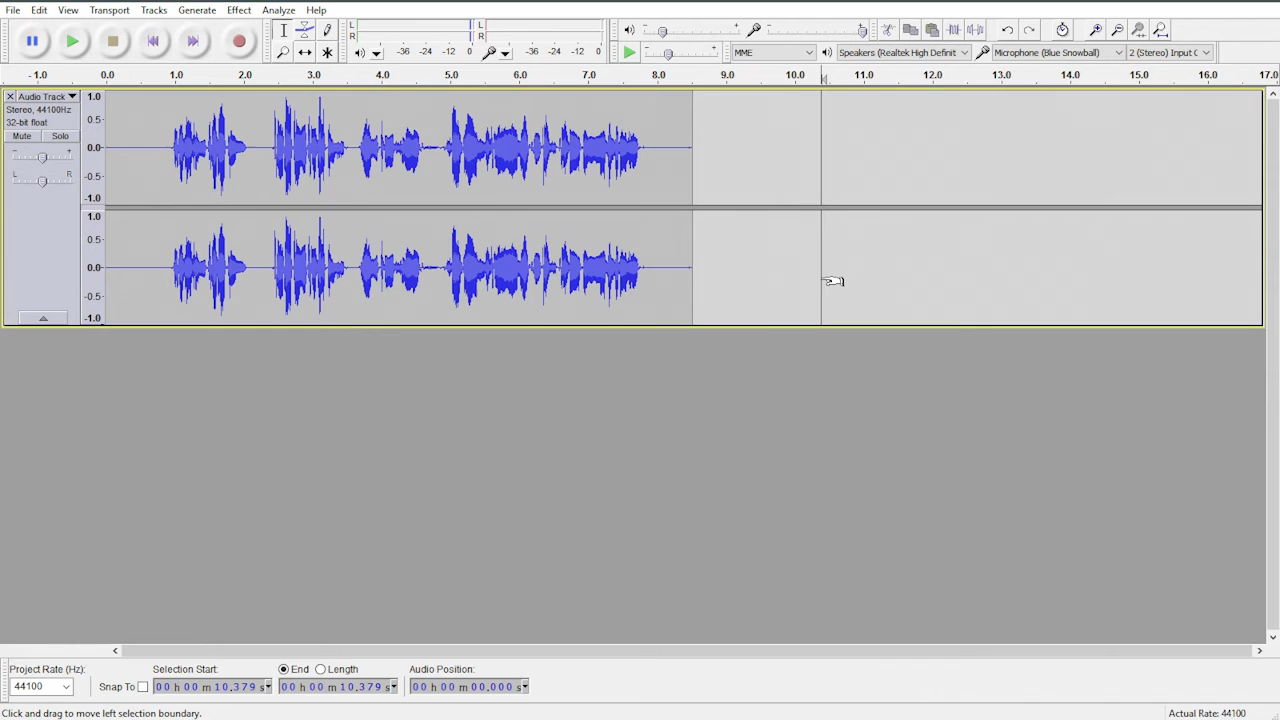 File Edit View Transport Tracks Generate Effect Analyze Help
L R -36 -24 -12 0 L R -36 -24 -12 0
MME Speakers (Realtek High Definit Microphone (Blue Snowball) 2 (Stereo) Input C
-1.0 0.0 1.0 2.0 3.0 4.0 5.0 6.0 7.0 8.0 9.0 10.0 11.0 12.0 13.0 14.0 15.0 16.0 17.0
Audio Track
Stereo, 44100Hz
32-bit float
Mute Solo
- +
L R
1.0
0.5
0.0
-0.5
-1.0
1.0
0.5
0.0
-0.5
-1.0
Project Rate (Hz): Selection Start: End Length Audio Position:
44100 Snap To 00 h 00 m 10.379 s 00 h 00 m 10.379 s 00 h 00 m 00.000 s
Click and drag to move left selection boundary. Actual Rate: 44100